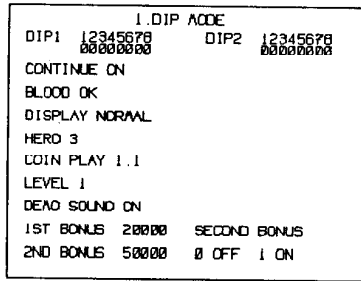 1.DIP MODE
DIP1 12345678 DIP2 12345678
00000000 00000000
CONTINUE ON
BLOOD OK
DISPLAY NORMAL
HERO 3
COIN PLAY 1.1
LEVEL 1
DEMO SOUND ON
1ST BONUS 20000 SECOND BONUS
2ND BONUS 50000 0 OFF 1 ON